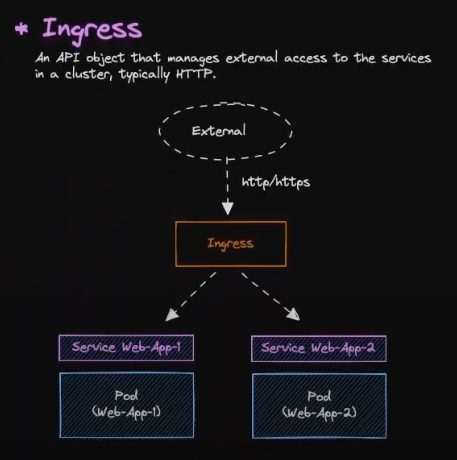 * Ingress
An API object that manages external access to the services
in a cluster, typically HTTP.
External
http/https
Ingress
Service Web-App-1
Service Web-App-2
Pod
(Web-App-1)
Pod
(Web-App-2)